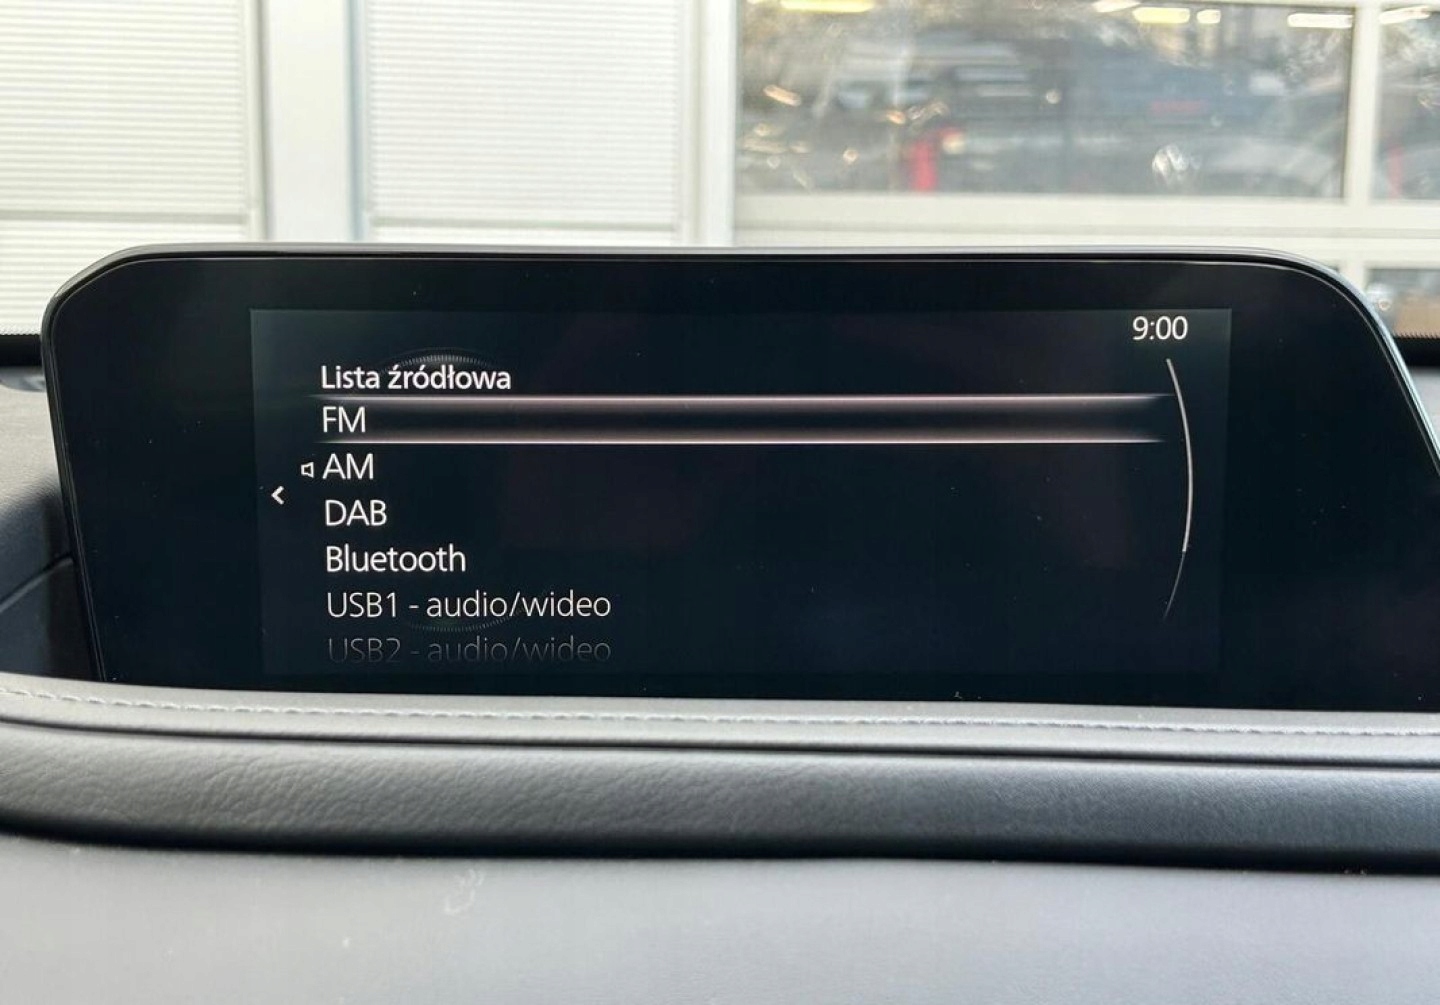 9:00
Lista źródłowa
FM
AM
DAB
Bluetooth
USB1 - audio/wideo
USB2 - audio/wideo